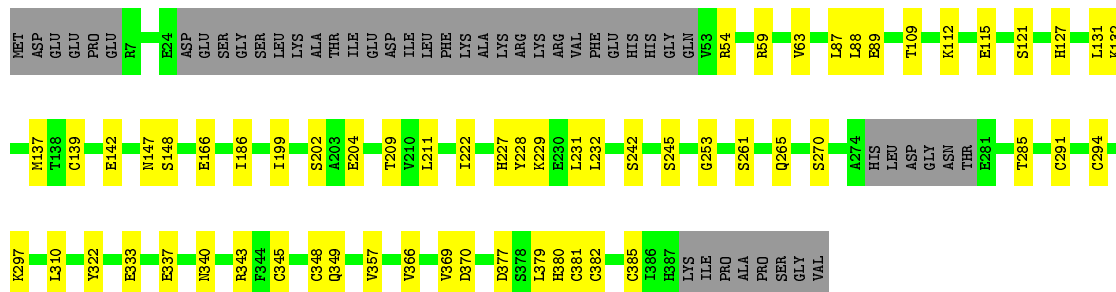 MET ASP GLU GLU PRO GLU R7 E24 ASP GLU SER GLY SER LEU LYS ALA THR ILE GLU ASP ILE LEU PHE LYS ALA LYS ARG LYS ARG VAL PHE GLU HIS HIS GLY GLN V53 R54 R59 V63 L87 L88 E89 T109 K112 E115 S121 H127 L131 K132
M137 T138 C139 E142 N147 S148 E166 I186 I199 S202 A203 E204 T209 V210 L211 I222 H227 Y228 K229 E230 L231 L232 S242 S245 G253 S261 Q265 S270 A274 HIS LEU ASP GLY ASN THR E281 T285 C291 C294
K297 L310 Y322 E333 E337 N340 R343 F344 C345 C348 Q349 V357 V366 V369 D370 D377 S378 L379 H380 C381 C382 C385 I386 H387 LYS ILE PRO ALA PRO SER GLY VAL